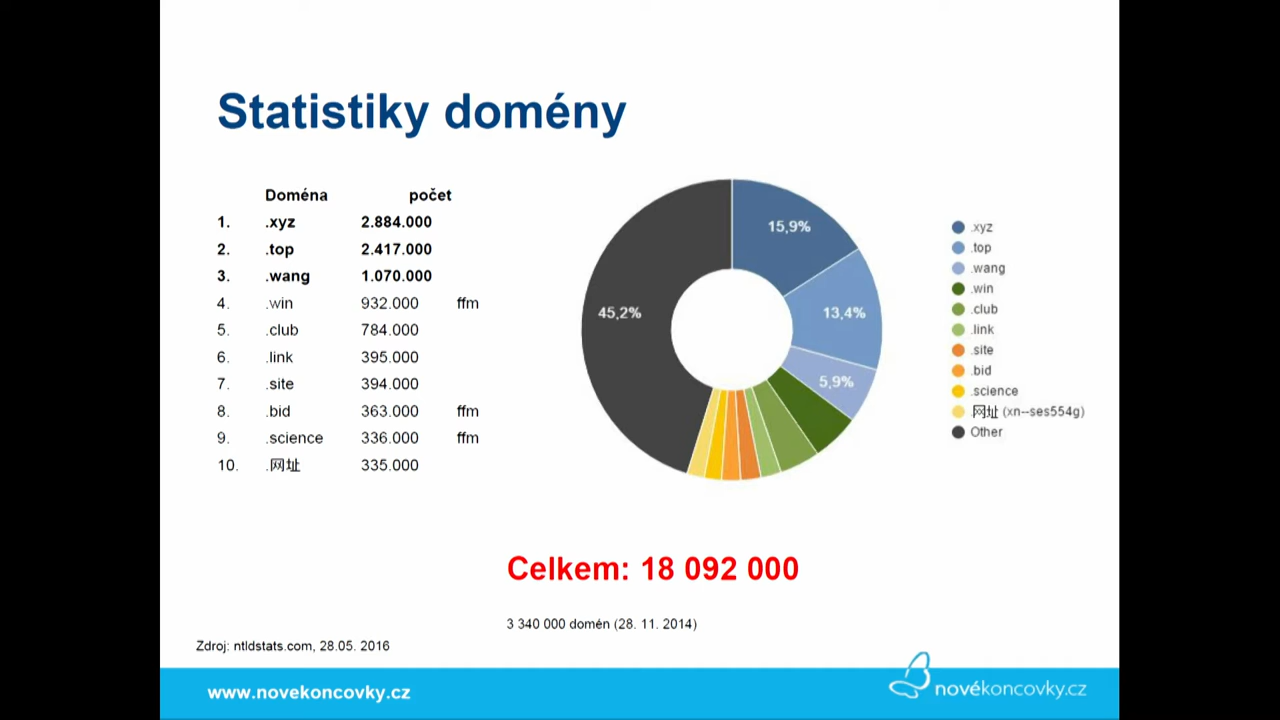 Statistiky domény
Doména počet
1. .xyz 2.884.000
2. .top 2.417.000
3. .wang 1.070.000
4. .win 932.000 ffm
5. .club 784.000
6. .link 395.000
7. .site 394.000
8. .bid 363.000 ffm
9. .science 336.000 ffm
10. .网址 335.000
15,9%
13,4%
5,9%
45,2%
.xyz
.top
.wang
.win
.club
.link
.site
.bid
.science
.网址 (xn--ses554g)
Other
Celkem: 18 092 000
3 340 000 domén (28. 11. 2014)
Zdroj: ntldstats.com, 28.05. 2016
www.novekoncovky.cz
novékoncovky.cz